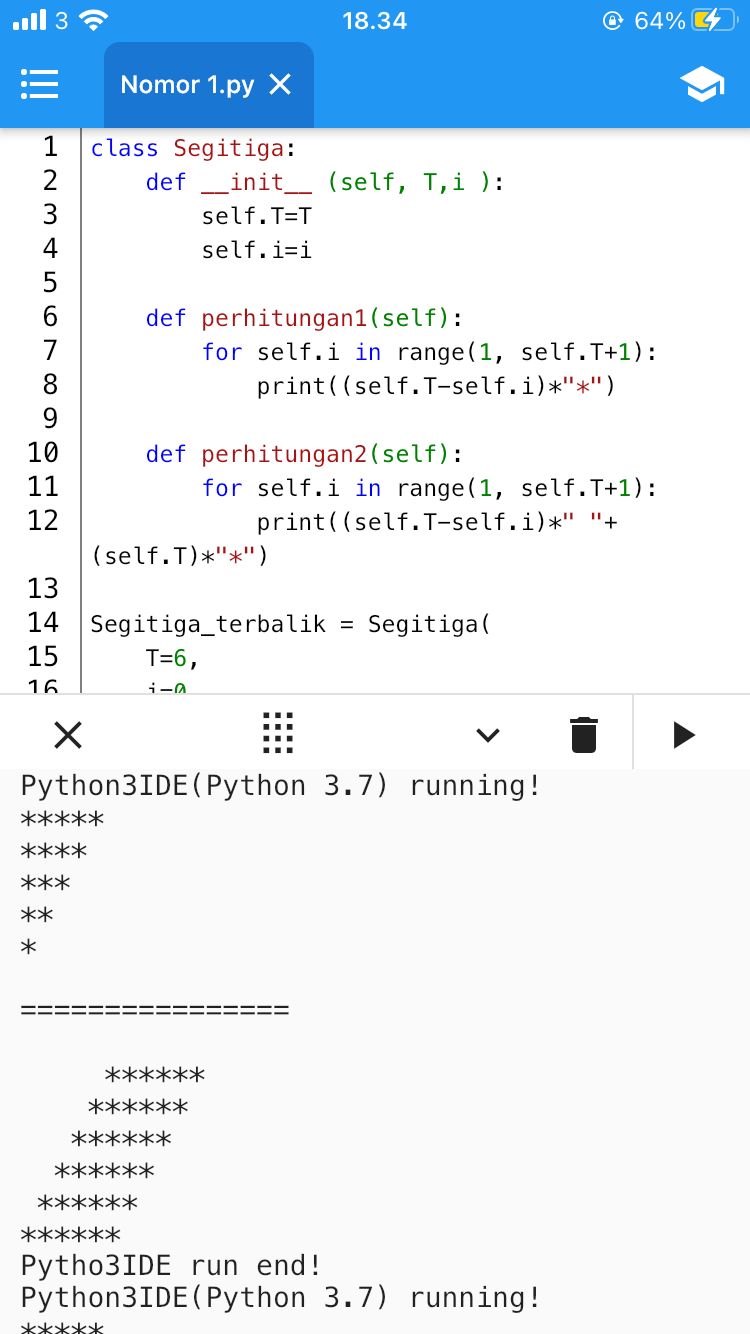 3 18.34 64%
Nomor 1.py
1 class Segitiga:
2     def __init__ (self, T,i ):
3         self.T=T
4         self.i=i
5
6     def perhitungan1(self):
7         for self.i in range(1, self.T+1):
8             print((self.T-self.i)*"*")
9
10     def perhitungan2(self):
11         for self.i in range(1, self.T+1):
12             print((self.T-self.i)*" "+
(self.T)*"*")
13
14 Segitiga_terbalik = Segitiga(
15     T=6,
16     i=0
Python3IDE(Python 3.7) running!
*****
****
***
**
*

================

     ******
    ******
   ******
  ******
 ******
******
Pytho3IDE run end!
Python3IDE(Python 3.7) running!
*****